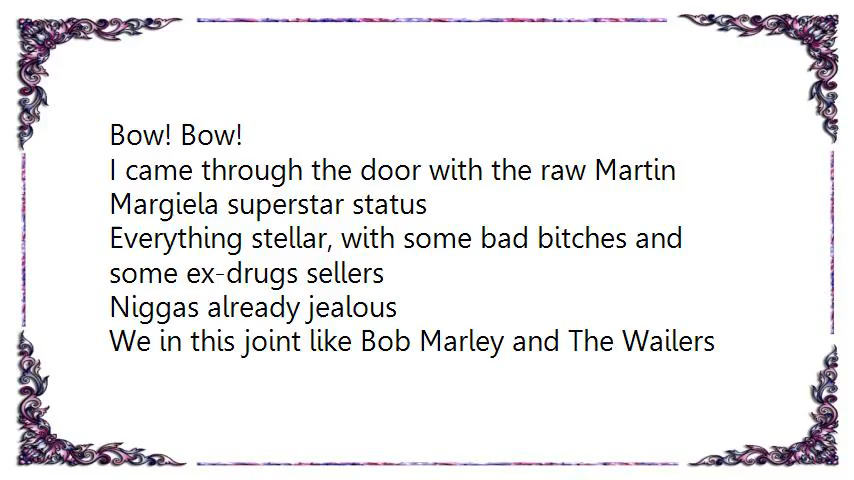 Bow! Bow!
I came through the door with the raw Martin
Margiela superstar status
Everything stellar, with some bad bitches and
some ex-drugs sellers
Niggas already jealous
We in this joint like Bob Marley and The Wailers